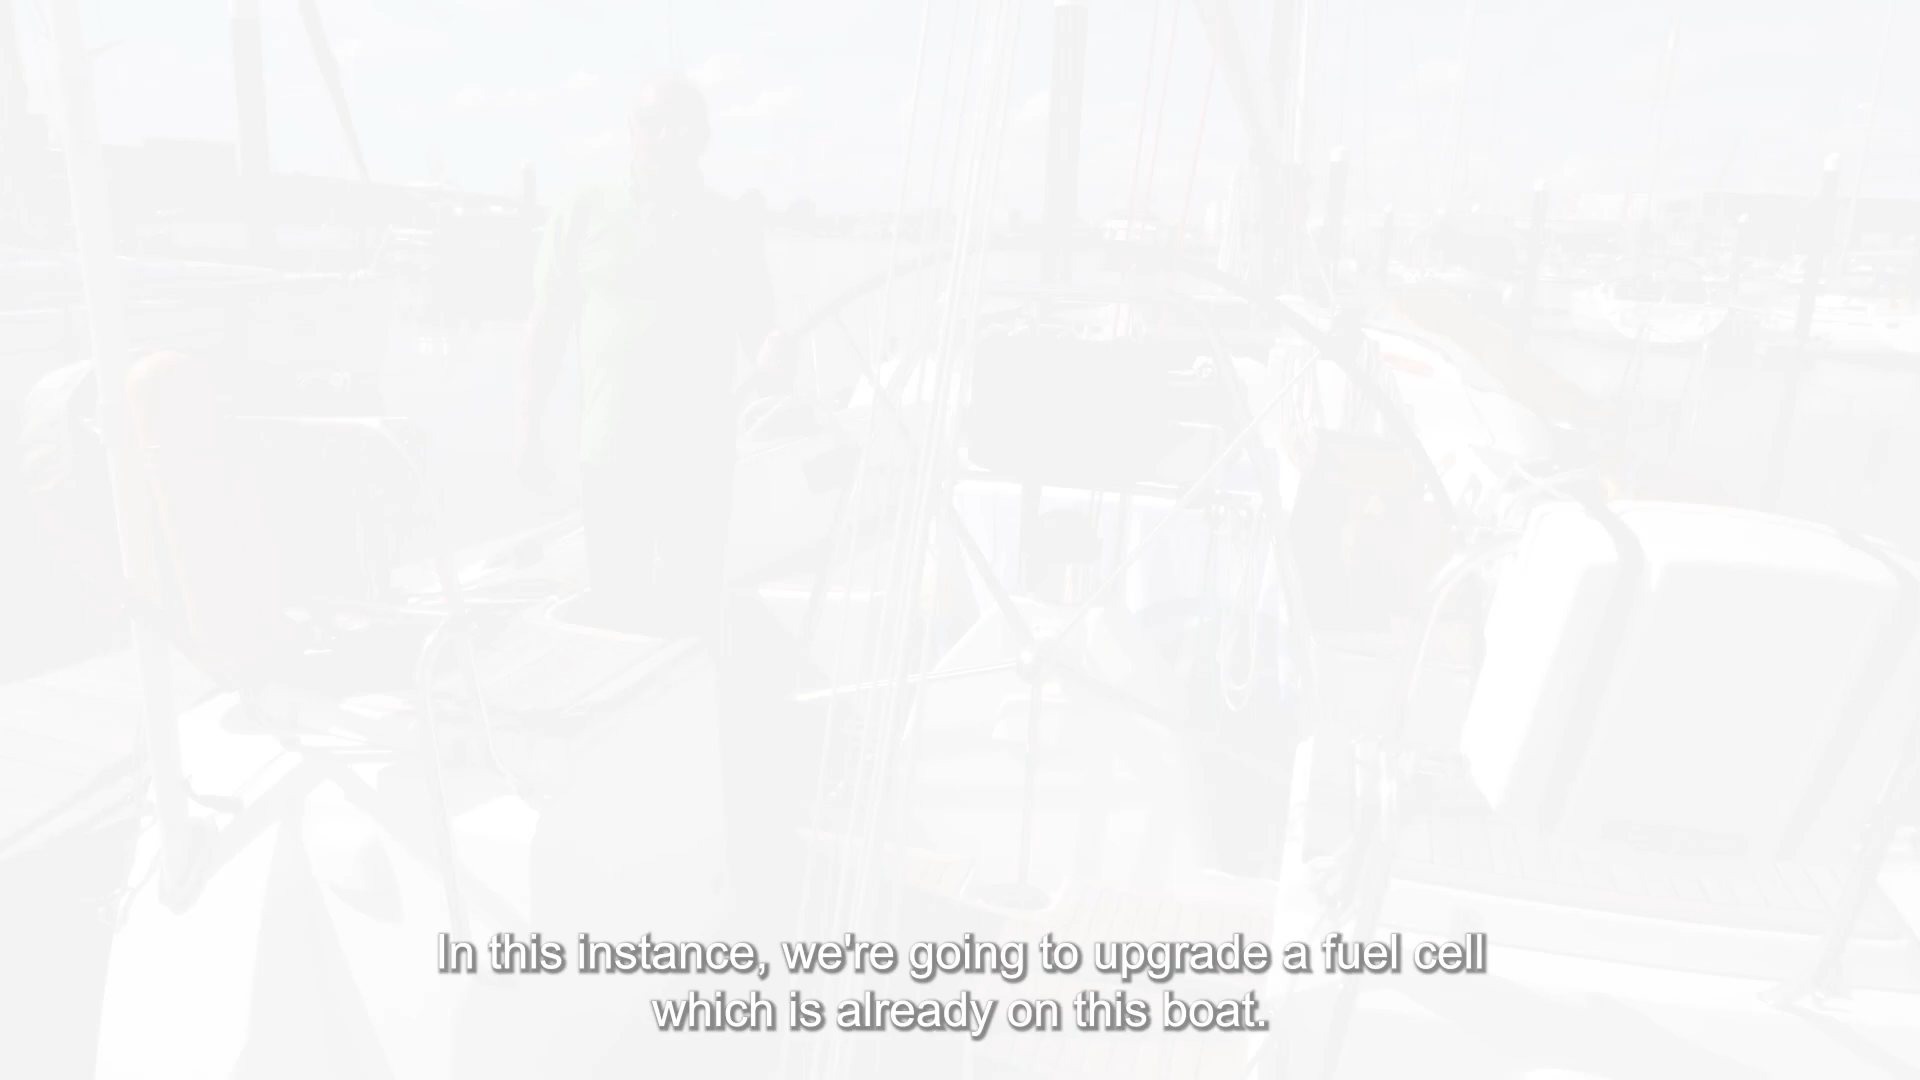 In this instance, we're going to upgrade a fuel cell
which is already on this boat.